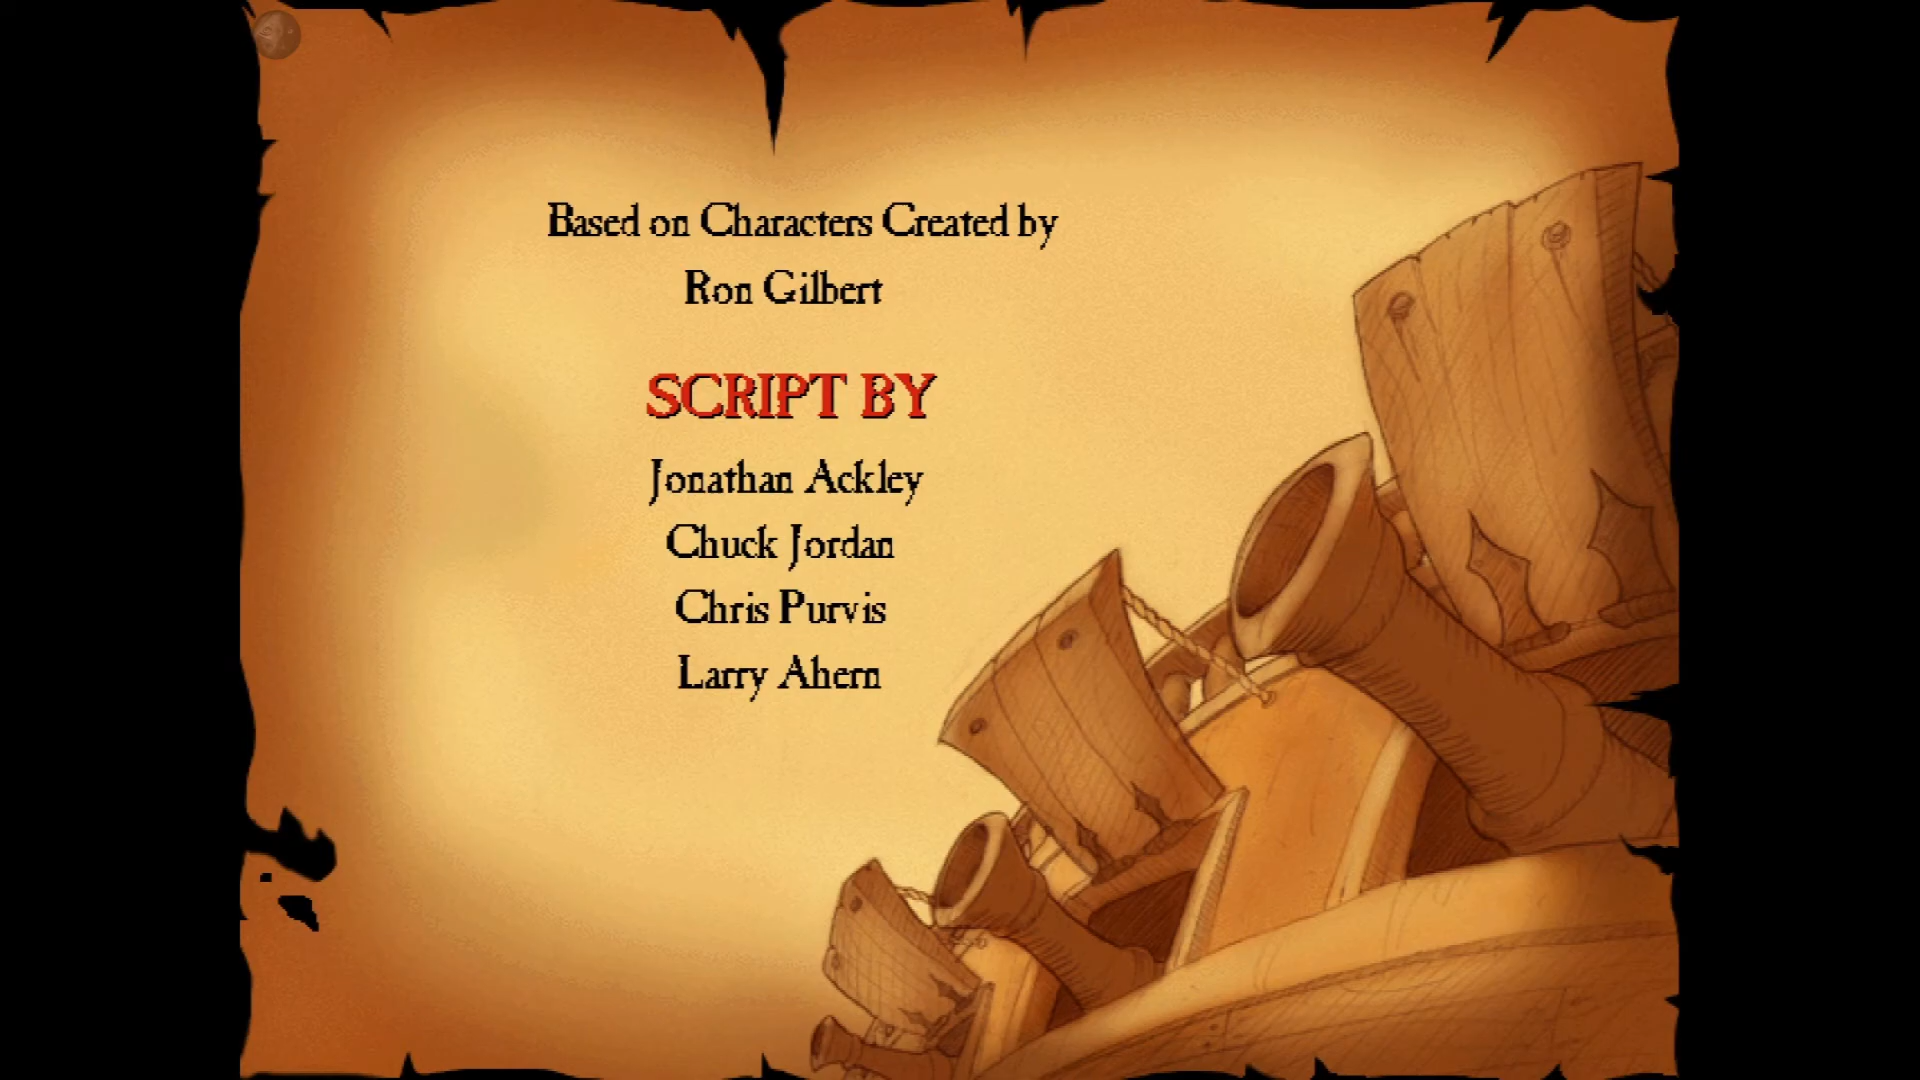 Based on Characters Created by
Ron Gilbert
SCRIPT BY
Jonathan Ackley
Chuck Jordan
Chris Purvis
Larry Ahern